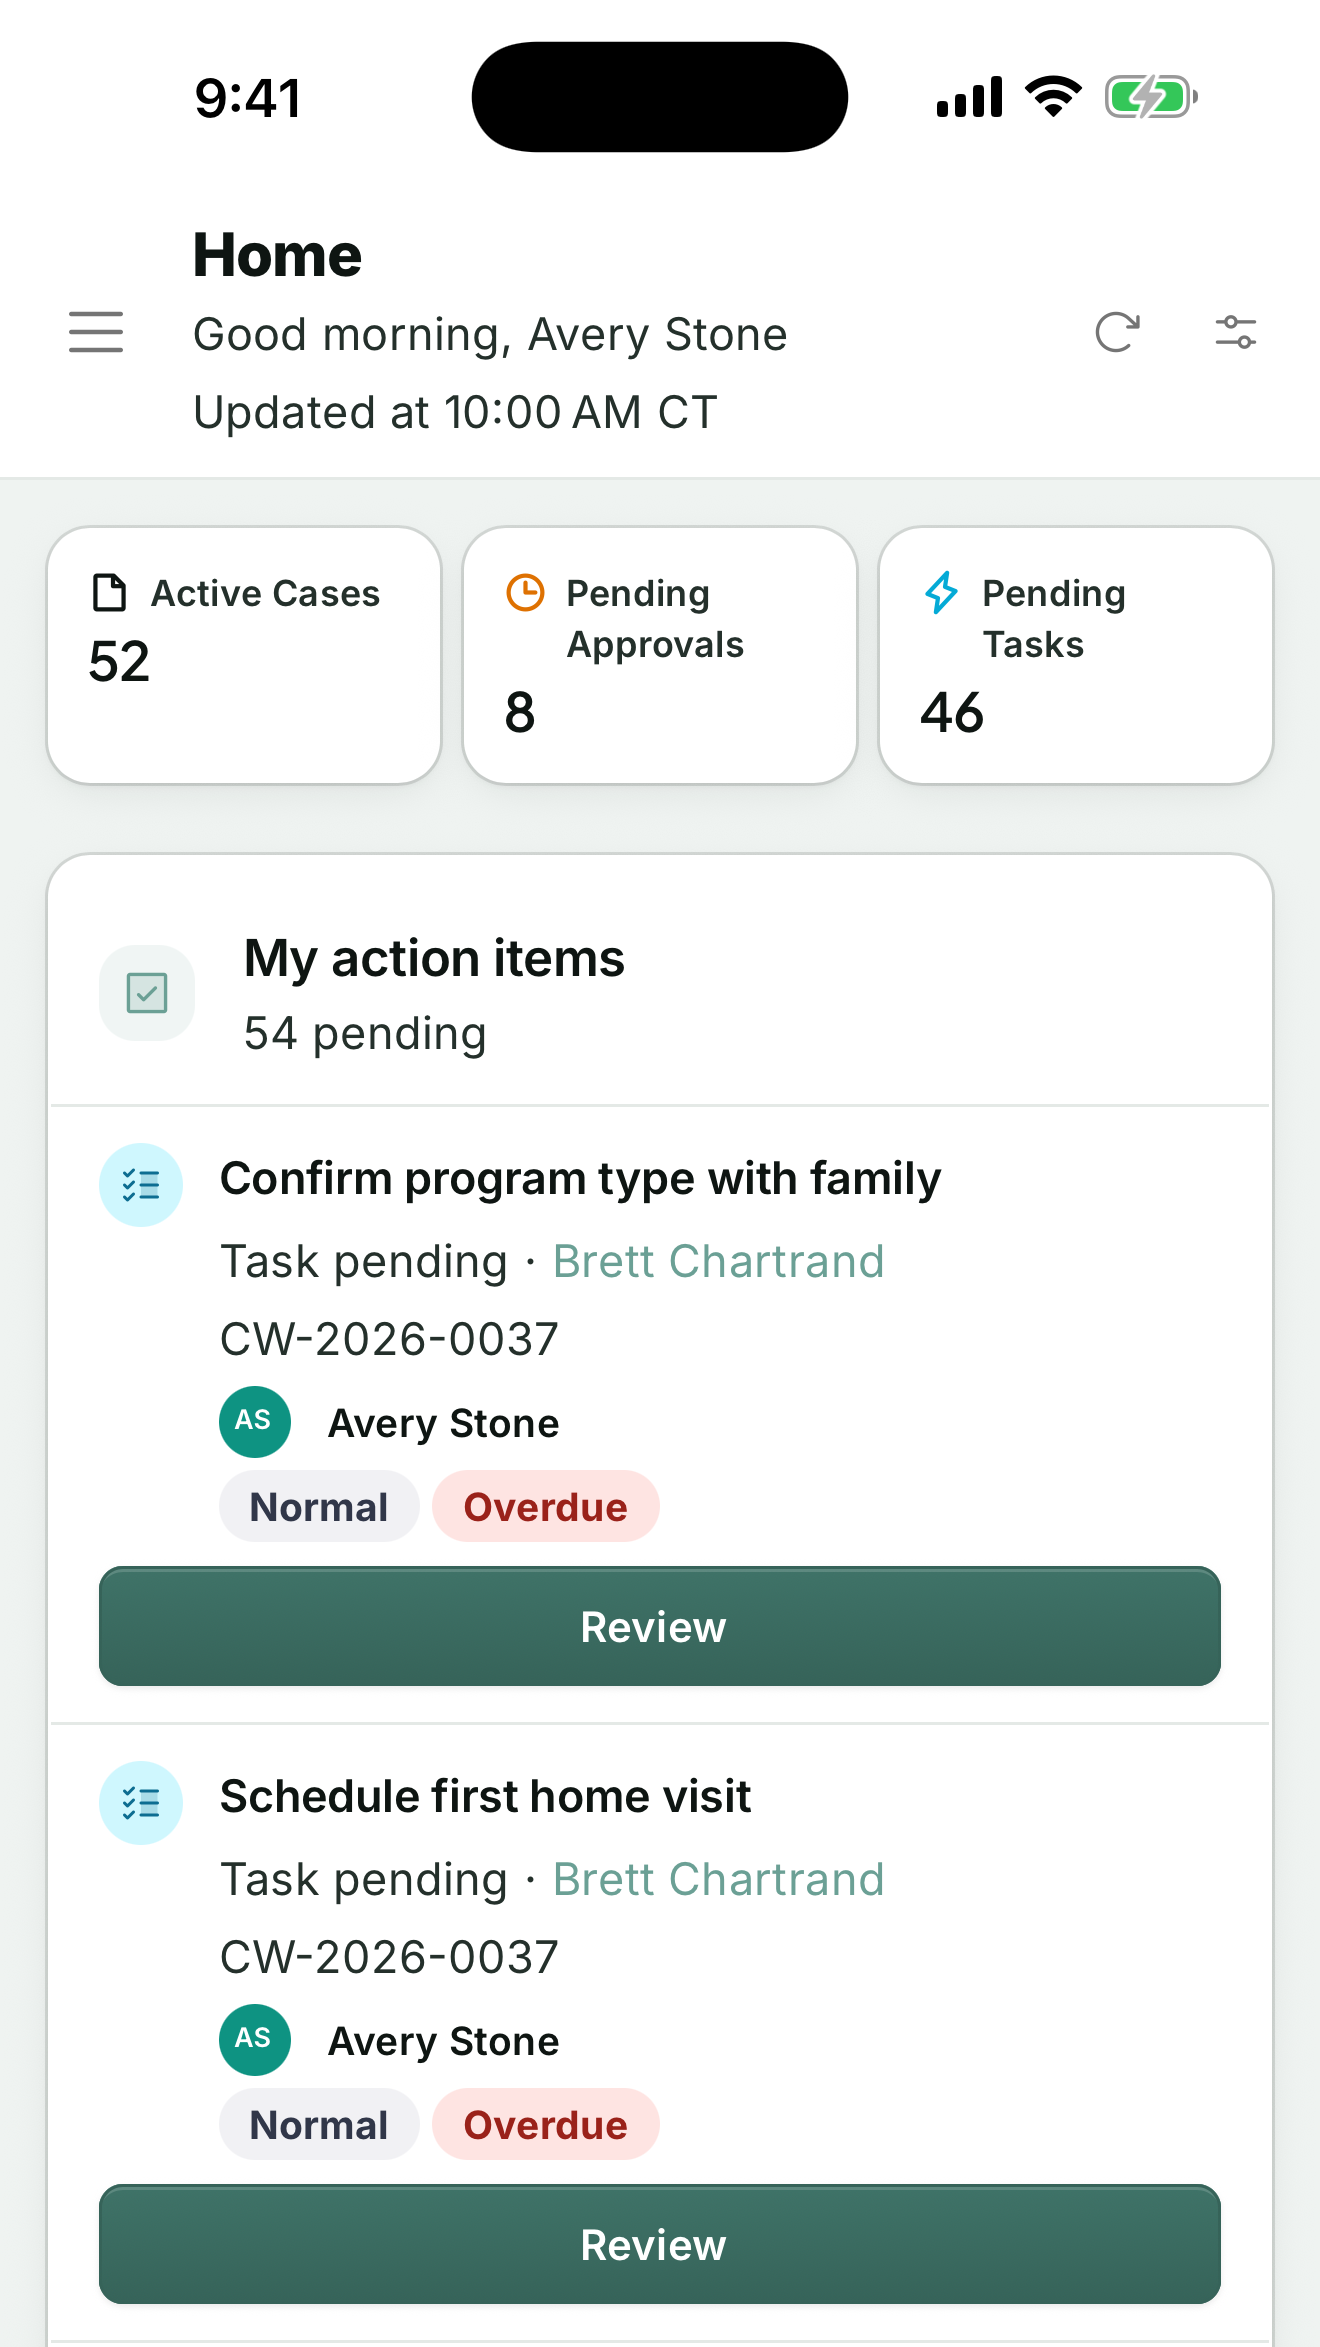 9:41
Home
Good morning, Avery Stone
Updated at 10:00 AM CT
Active Cases
52
Pending
Approvals
8
Pending
Tasks
46
My action items
54 pending
Confirm program type with family
Task pending · Brett Chartrand
CW-2026-0037
AS Avery Stone
Normal Overdue
Review
Schedule first home visit
Task pending · Brett Chartrand
CW-2026-0037
AS Avery Stone
Normal Overdue
Review